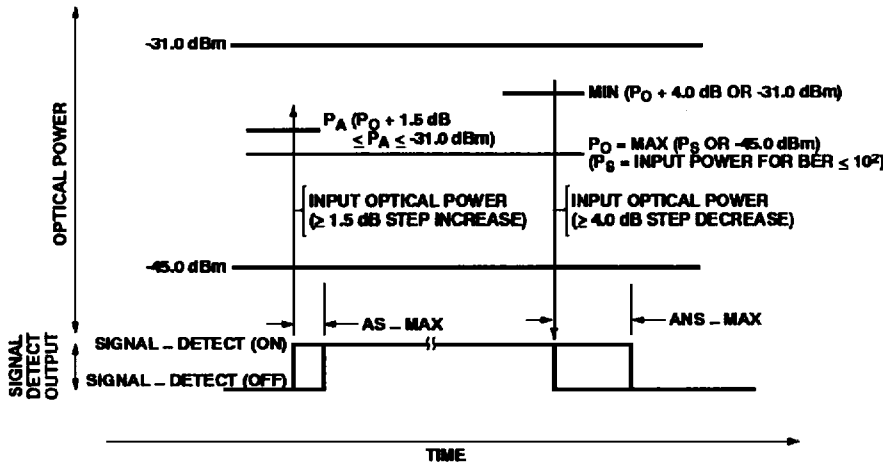 OPTICAL POWER
-31.0 dBm
MIN (PO + 4.0 dB OR -31.0 dBm)
PA (PO + 1.5 dB
≤ PA ≤ -31.0 dBm)
PO = MAX (PS OR -45.0 dBm)
(PS = INPUT POWER FOR BER ≤ 10²)
INPUT OPTICAL POWER
(≥ 1.5 dB STEP INCREASE)
INPUT OPTICAL POWER
(≥ 4.0 dB STEP DECREASE)
-45.0 dBm
AS – MAX
ANS – MAX
SIGNAL
DETECT
OUTPUT
SIGNAL – DETECT (ON)
SIGNAL – DETECT (OFF)
TIME